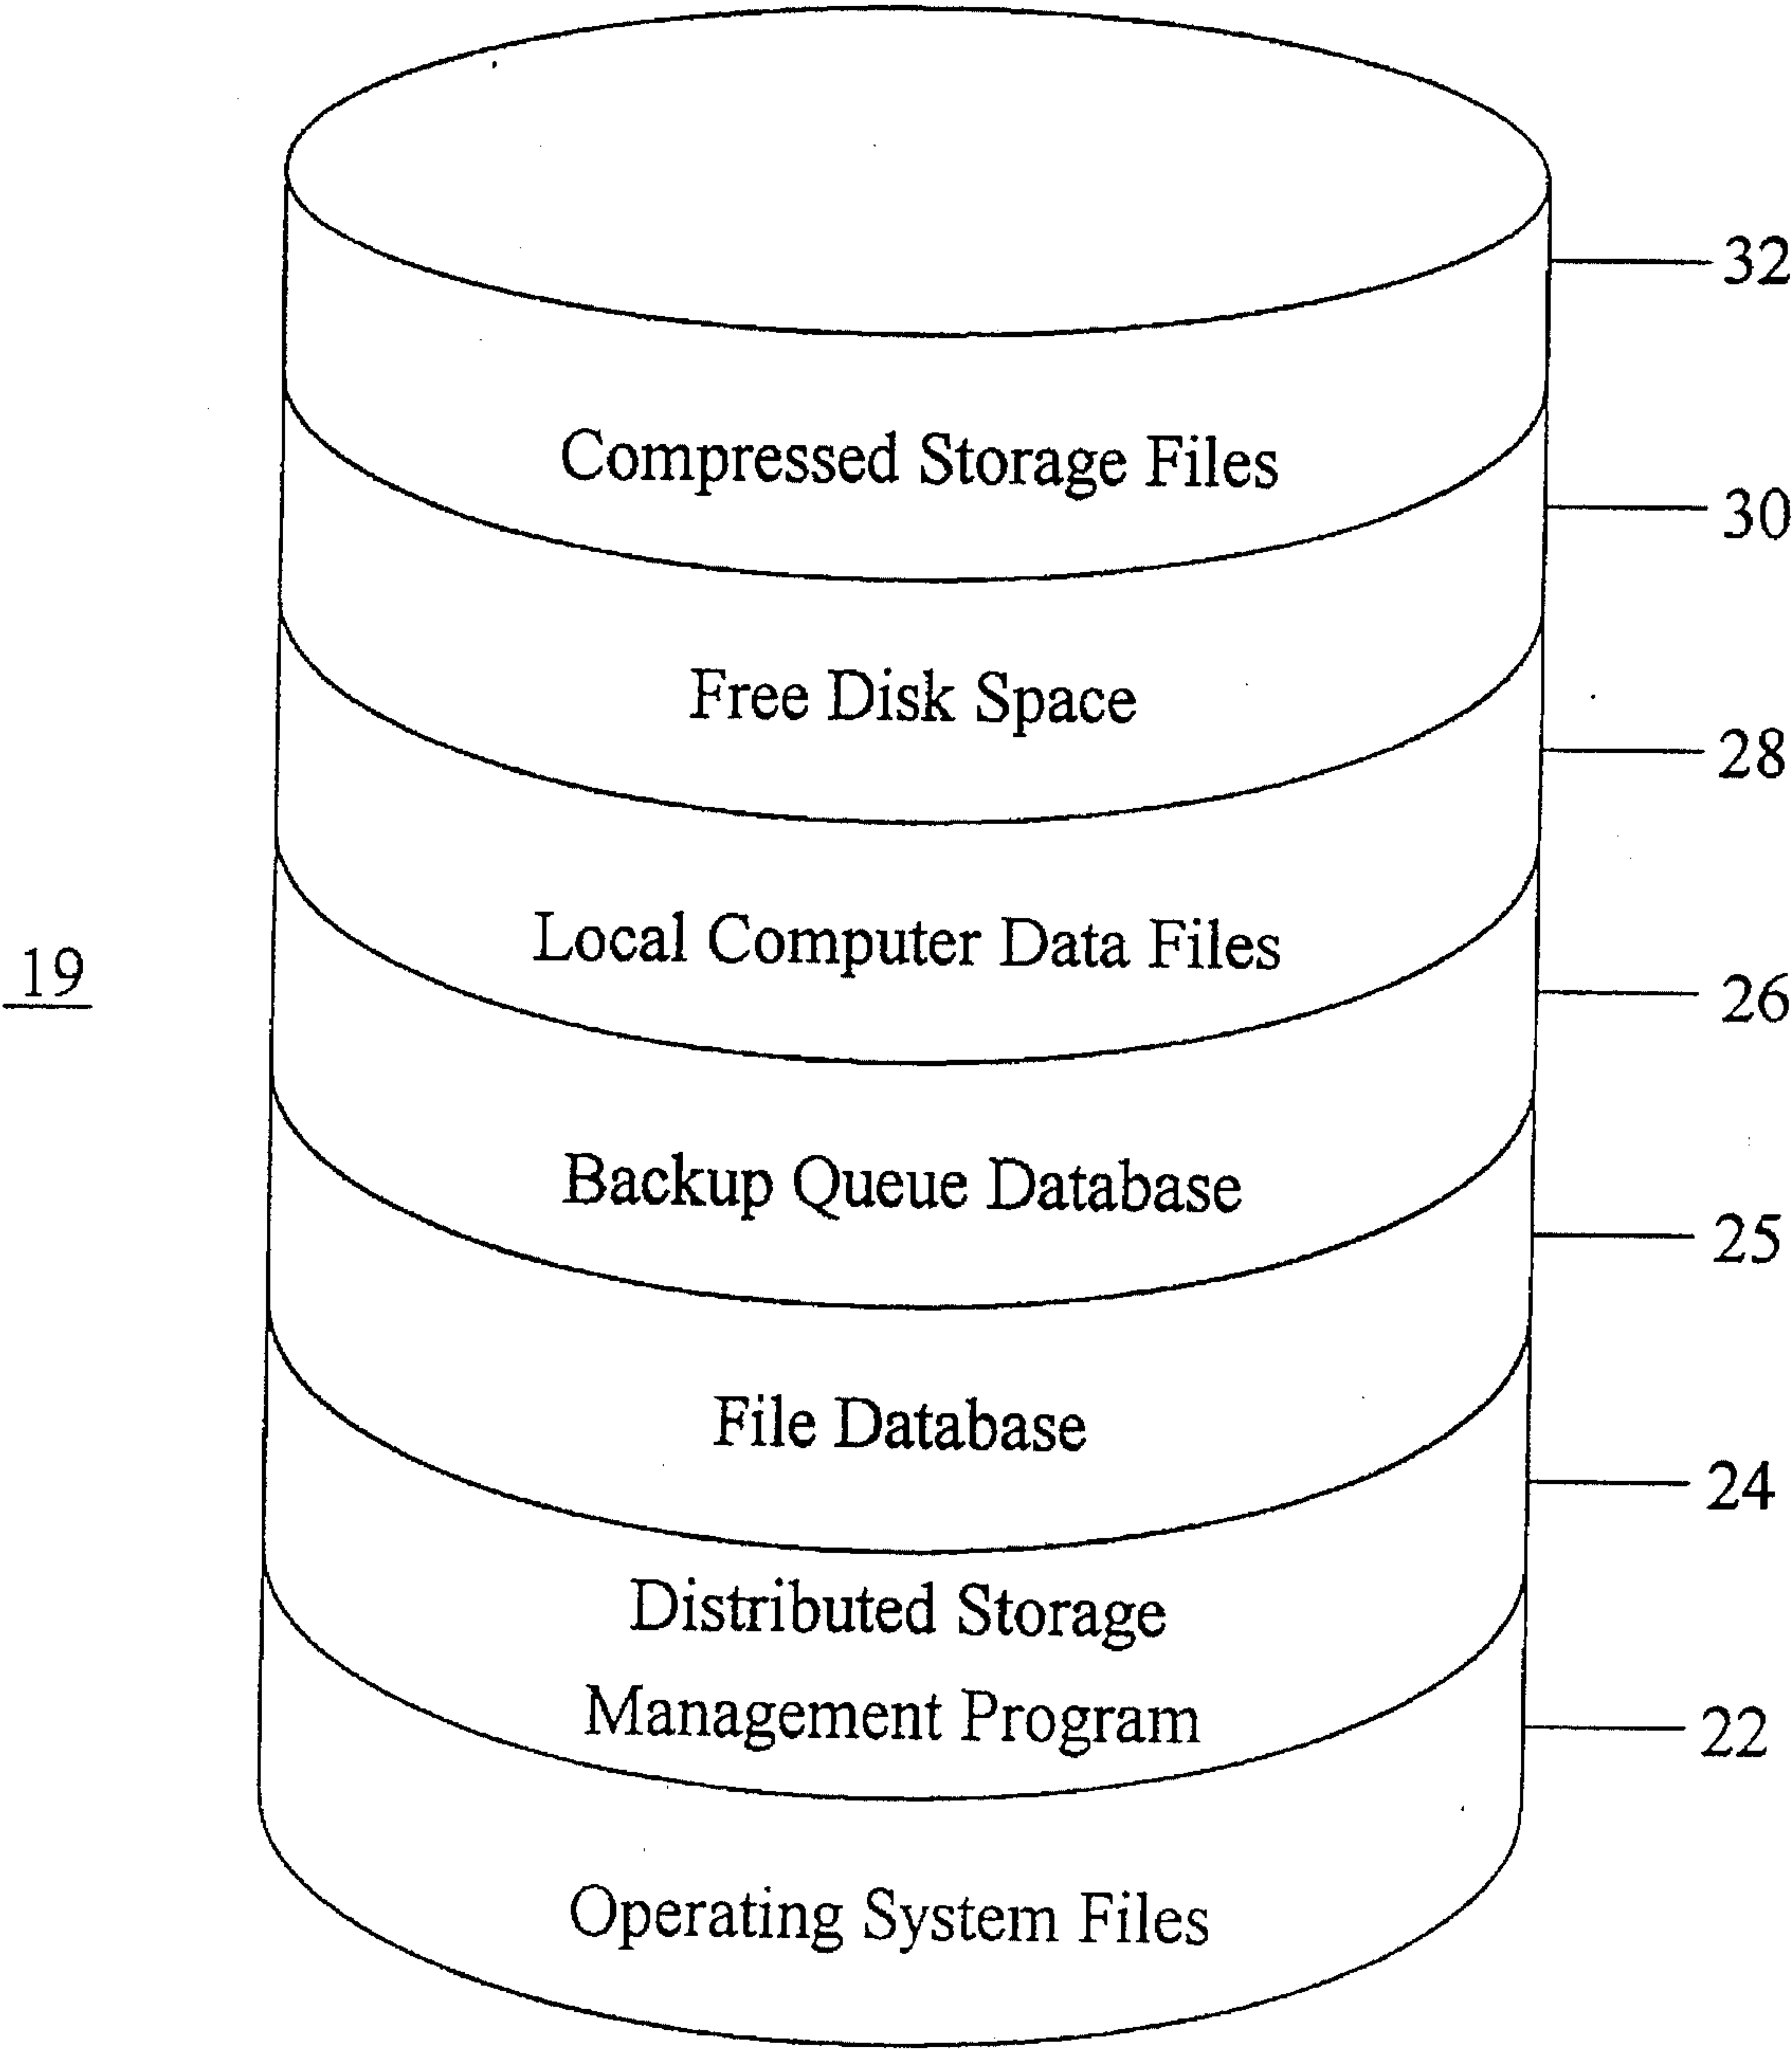 32
Compressed Storage Files
30
Free Disk Space
28
Local Computer Data Files
19
26
Backup Queue Database
25
File Database
24
Distributed Storage
Management Program
22
Operating System Files